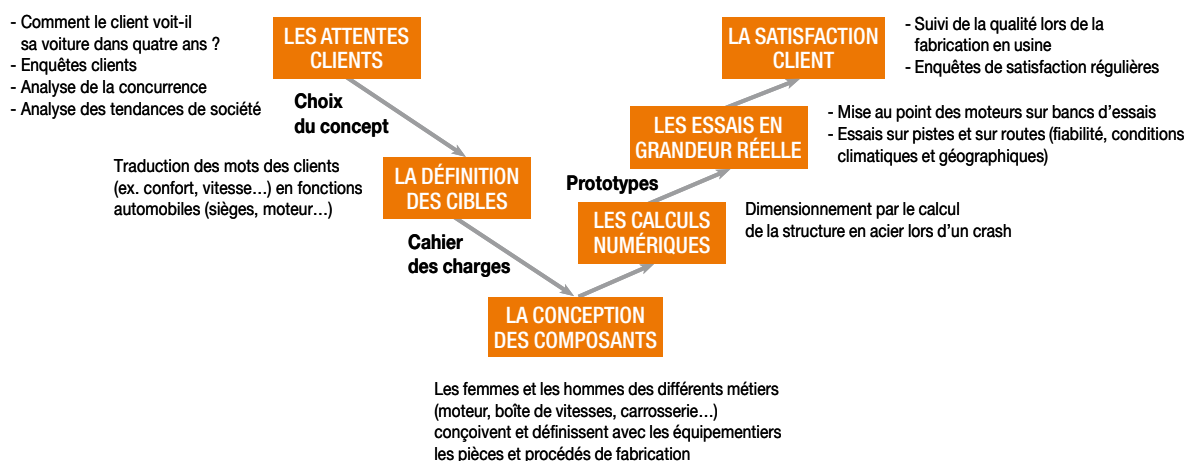 - Comment le client voit-il
sa voiture dans quatre ans ?
- Enquêtes clients
- Analyse de la concurrence
- Analyse des tendances de société
LES ATTENTES
CLIENTS
Choix
du concept
Traduction des mots des clients
(ex. confort, vitesse…) en fonctions
automobiles (sièges, moteur…)
LA DÉFINITION
DES CIBLES
Cahier
des charges
LA CONCEPTION
DES COMPOSANTS
Les femmes et les hommes des différents métiers
(moteur, boîte de vitesses, carrosserie…)
conçoivent et définissent avec les équipementiers
les pièces et procédés de fabrication
LES CALCULS
NUMÉRIQUES
Dimensionnement par le calcul
de la structure en acier lors d’un crash
Prototypes
LES ESSAIS EN
GRANDEUR RÉELLE
- Mise au point des moteurs sur bancs d’essais
- Essais sur pistes et sur routes (fiabilité, conditions
climatiques et géographiques)
LA SATISFACTION
CLIENT
- Suivi de la qualité lors de la
fabrication en usine
- Enquêtes de satisfaction régulières